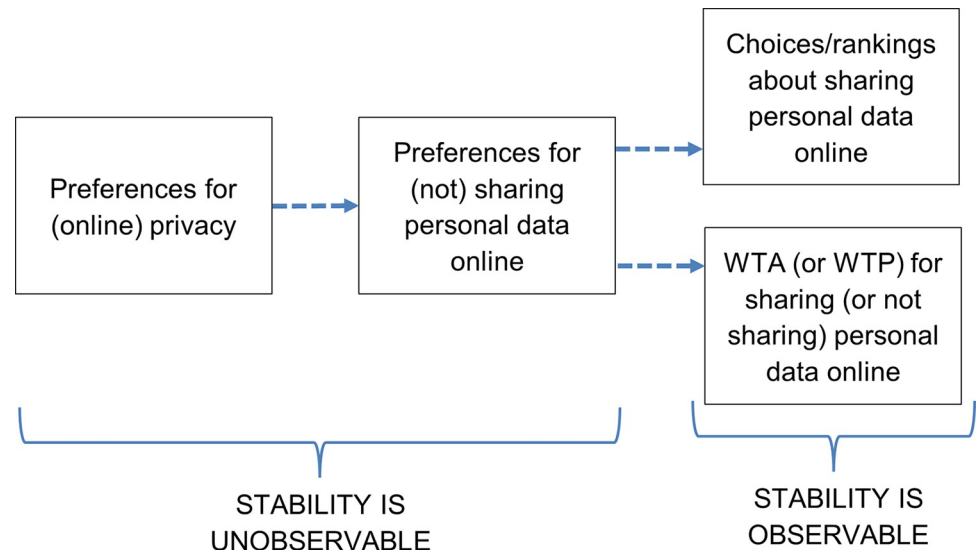 Preferences for
(online) privacy
Preferences for
(not) sharing
personal data
online
Choices/rankings
about sharing
personal data
online
WTA (or WTP) for
sharing (or not
sharing) personal
data online
STABILITY IS
UNOBSERVABLE
STABILITY IS
OBSERVABLE